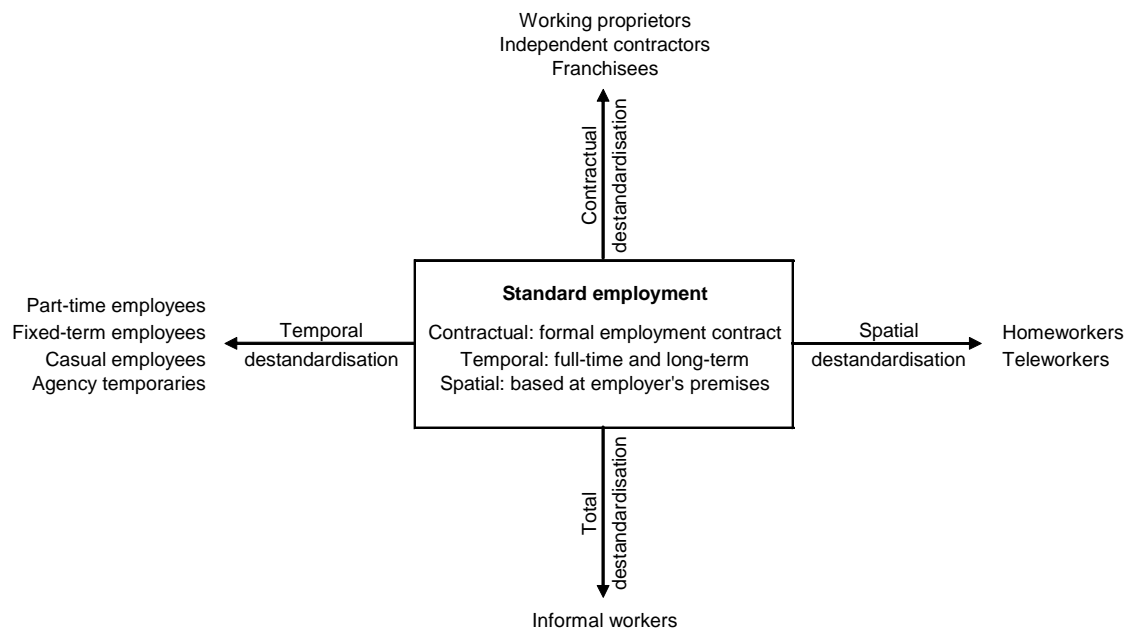 Working proprietors
Independent contractors
Franchisees
Contractual
destandardisation
Standard employment
Contractual: formal employment contract
Temporal: full-time and long-term
Spatial: based at employer's premises
Part-time employees
Fixed-term employees
Casual employees
Agency temporaries
Temporal
destandardisation
Spatial
destandardisation
Homeworkers
Teleworkers
Total
destandardisation
Informal workers